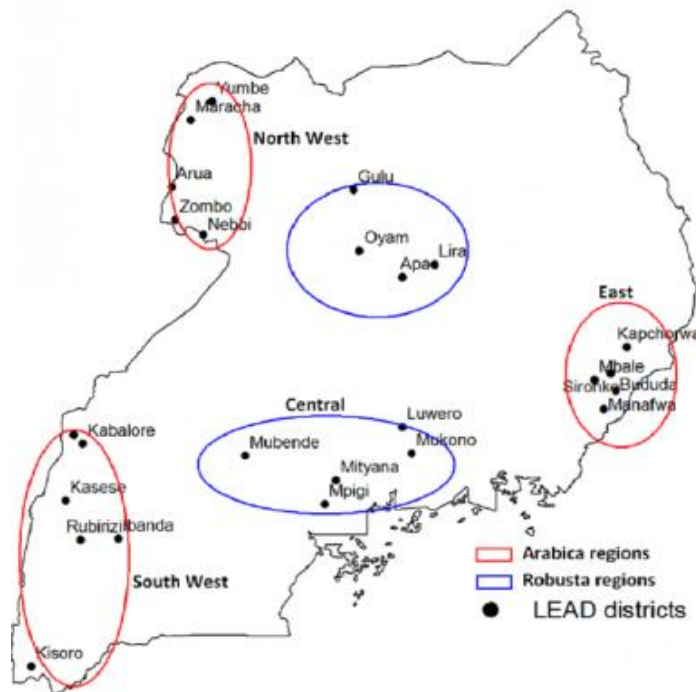 Yumbe
Maracha
North West
Arua
Gulu
Zombo
Nebbi
Oyam
Apa
Lira
East
Kapchorwa
Mbale
Sironko
Bududa
Manafwa
Central
Luwero
Kabalore
Mubende
Mukono
Mityana
Kasese
Mpigi
Rubirizi
Ibanda
Arabica regions
Robusta regions
South West
LEAD districts
Kisoro